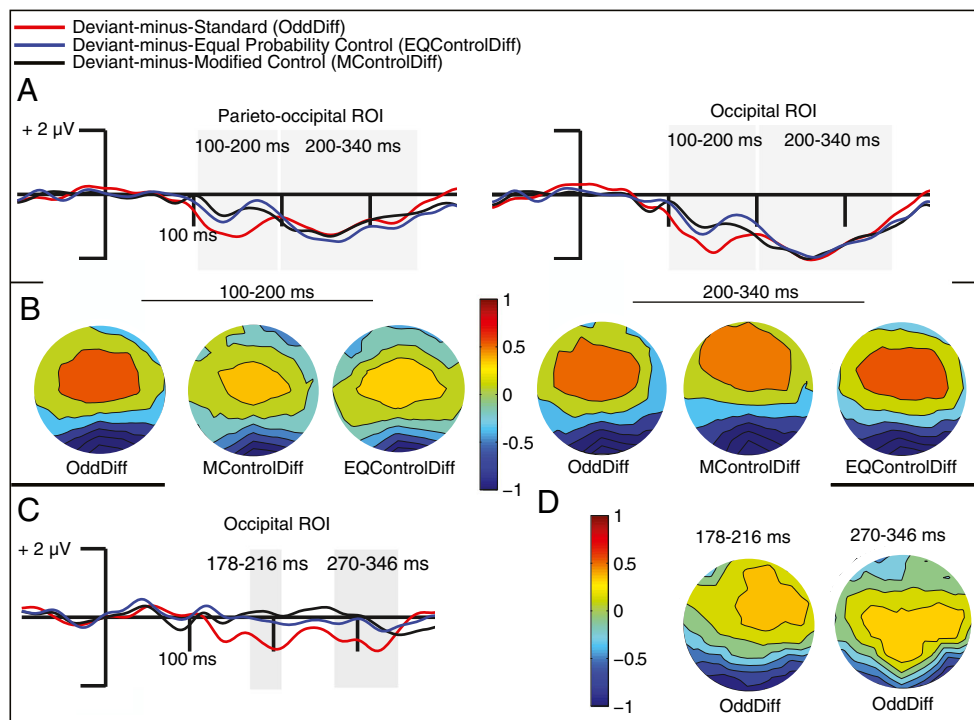 Deviant-minus-Standard (OddDiff)
Deviant-minus-Equal Probability Control (EQControlDiff)
Deviant-minus-Modified Control (MControlDiff)
A
Parieto-occipital ROI
Occipital ROI
+ 2 µV
100-200 ms
200-340 ms
100-200 ms
200-340 ms
100 ms
B
100-200 ms
200-340 ms
1
0.5
0
−0.5
−1
OddDiff
MControlDiff
EQControlDiff
OddDiff
MControlDiff
EQControlDiff
C
Occipital ROI
+ 2 µV
178-216 ms
270-346 ms
100 ms
D
1
0.5
0
−0.5
−1
178-216 ms
270-346 ms
OddDiff
OddDiff